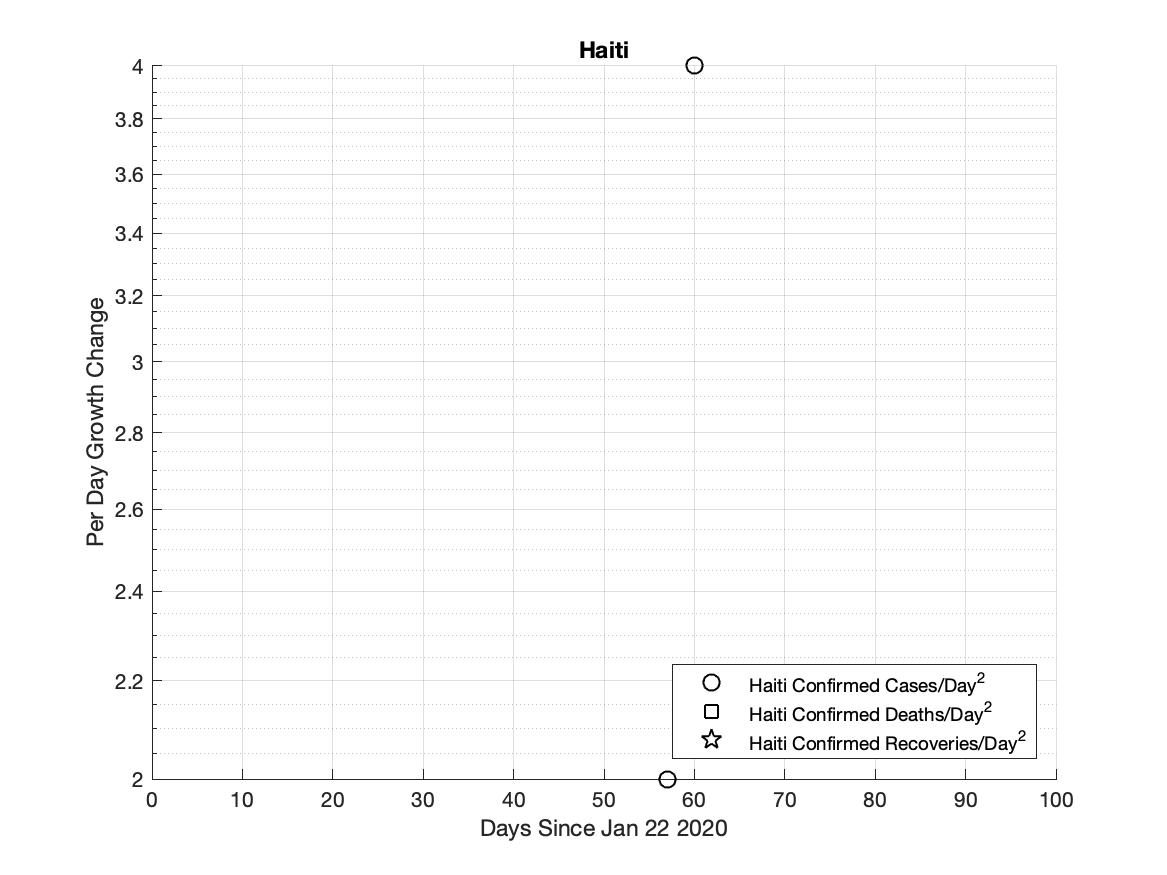 Haiti
4
3.8
3.6
3.4
3.2
3
2.8
2.6
2.4
2.2
2
Per Day Growth Change
Haiti Confirmed Cases/Day²
Haiti Confirmed Deaths/Day²
Haiti Confirmed Recoveries/Day²
0 10 20 30 40 50 60 70 80 90 100
Days Since Jan 22 2020